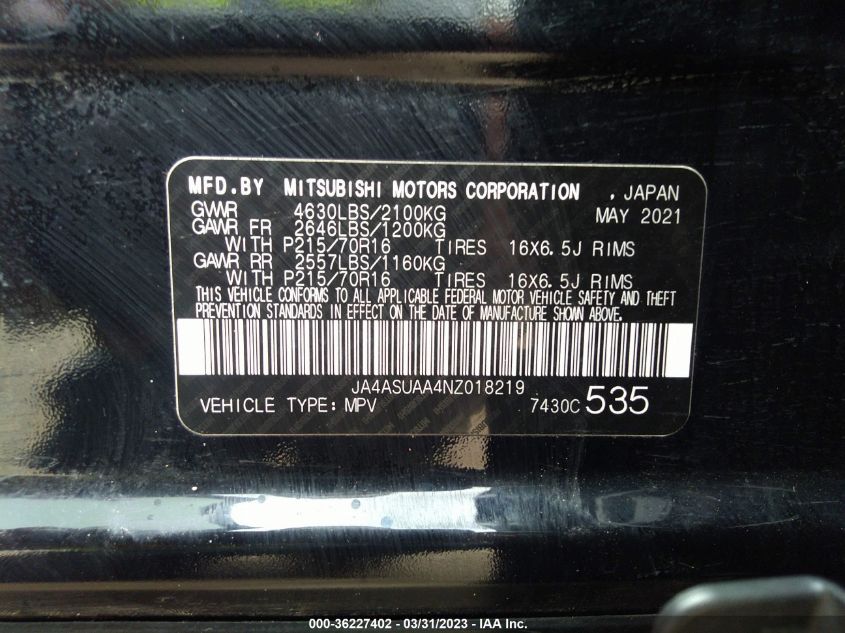 MFD.BY MITSUBISHI MOTORS CORPORATION , JAPAN
GVWR 4630LBS/2100KG MAY 2021
GAWR FR 2646LBS/1200KG
WITH P215/70R16 TIRES 16X6.5J RIMS
GAWR RR 2557LBS/1160KG
WITH P215/70R16 TIRES 16X6.5J RIMS
THIS VEHICLE CONFORMS TO ALL APPLICABLE FEDERAL MOTOR VEHICLE SAFETY AND THEFT
PREVENTION STANDARDS IN EFFECT ON THE DATE OF MANUFACTURE SHOWN ABOVE.
JA4ASUAA4NZ018219
VEHICLE TYPE: MPV 7430C 535
000-36227402 - 03/31/2023 - IAA Inc.